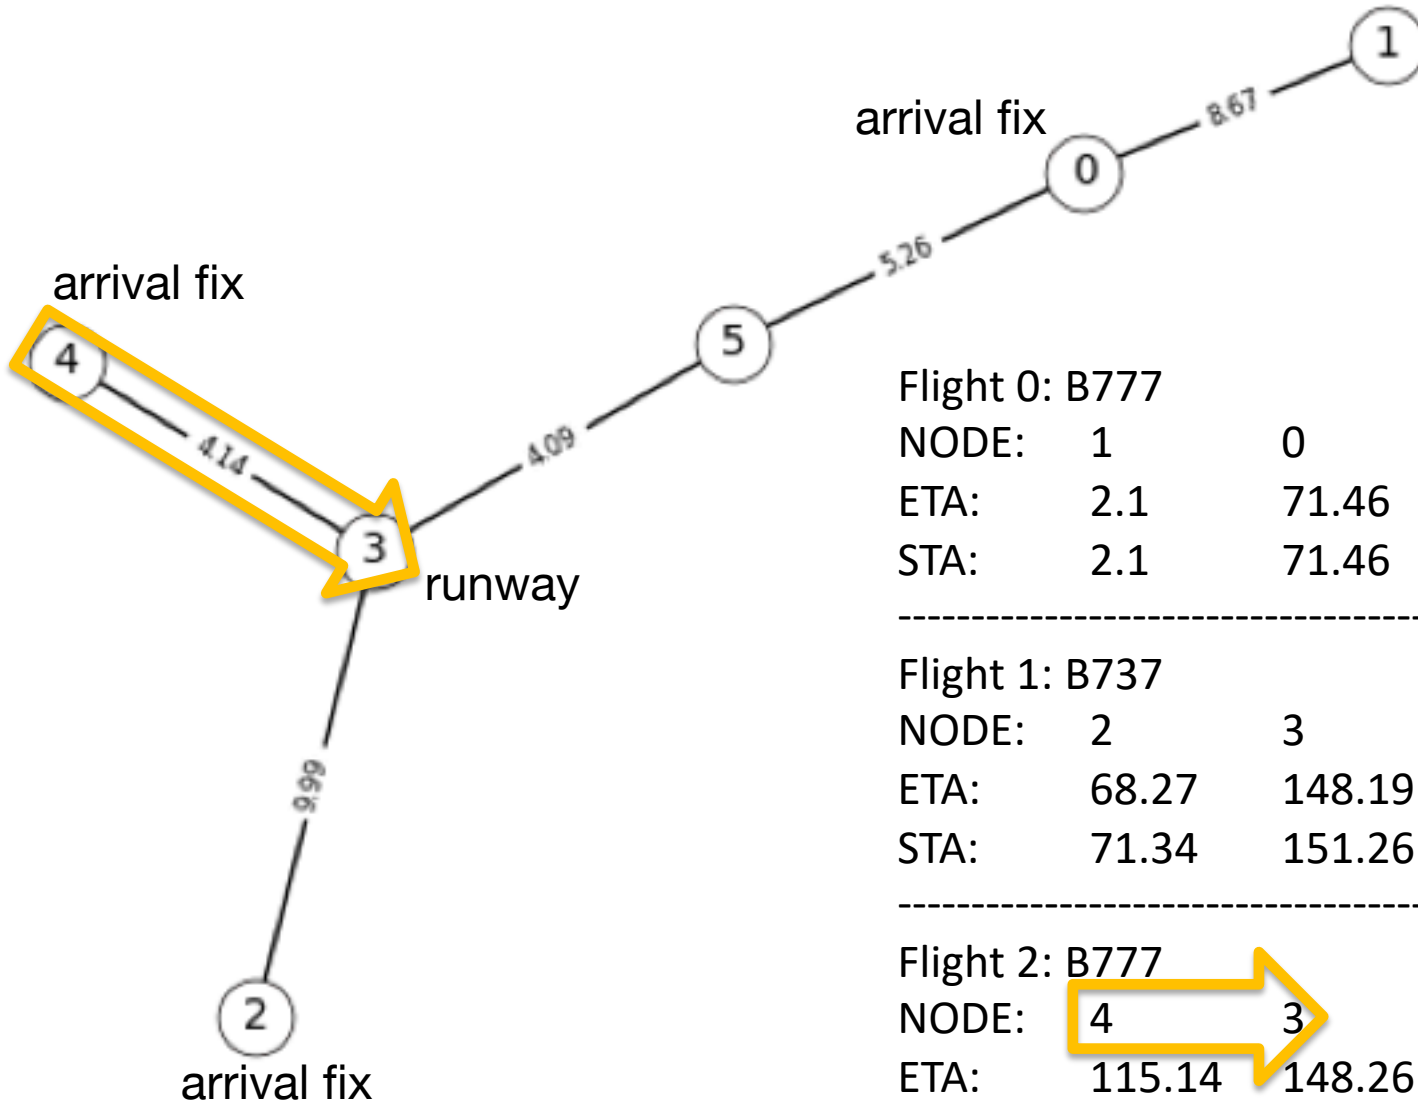 1
8.67
arrival fix
0
5.26
arrival fix
4
5
4.14
4.09
3
runway
9.99
2
arrival fix
Flight 0: B777
NODE: 1 0
ETA: 2.1 71.46
STA: 2.1 71.46
----------------------------------
Flight 1: B737
NODE: 2 3
ETA: 68.27 148.19
STA: 71.34 151.26
----------------------------------
Flight 2: B777
NODE: 4 3
ETA: 115.14 148.26